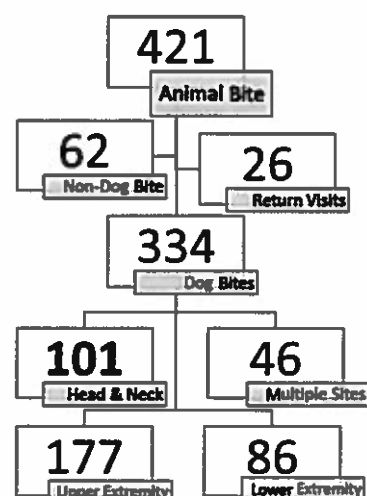 421
Animal Bite
62
Non-Dog Bite
26
Return Visits
334
Dog Bites
101
Head & Neck
46
Multiple Sites
177
Upper Extremity
86
Lower Extremity